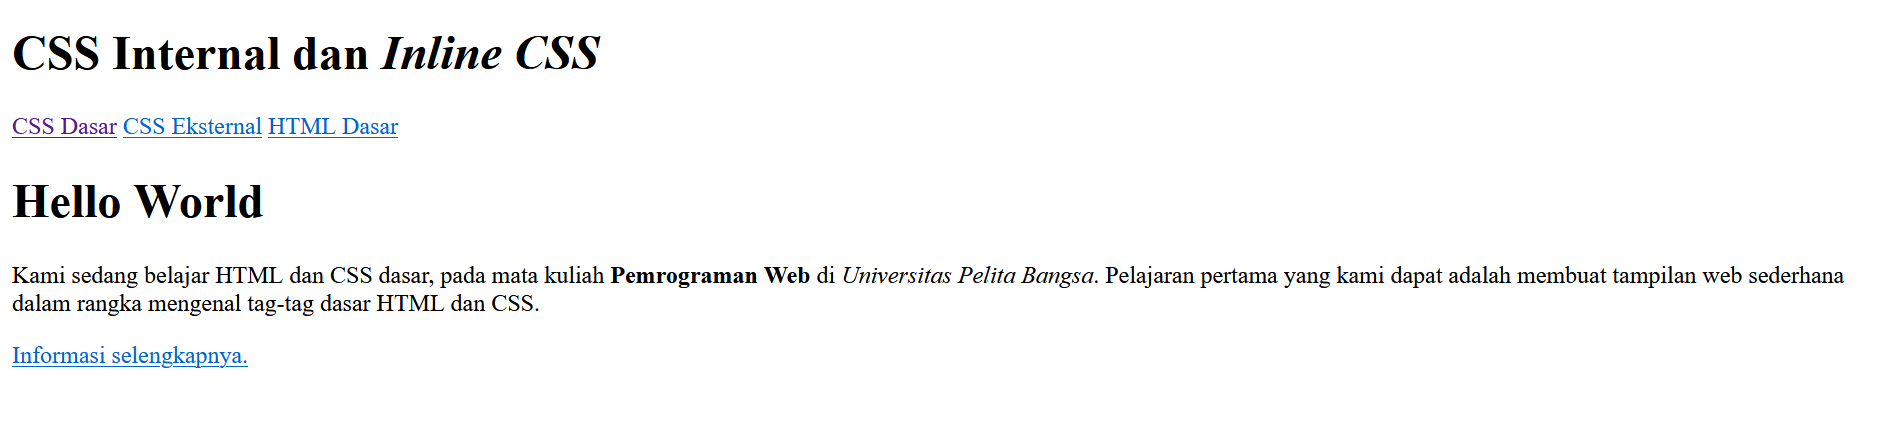 CSS Internal dan Inline CSS
CSS Dasar CSS Eksternal HTML Dasar
Hello World
Kami sedang belajar HTML dan CSS dasar, pada mata kuliah Pemrograman Web di Universitas Pelita Bangsa. Pelajaran pertama yang kami dapat adalah membuat tampilan web sederhana
dalam rangka mengenal tag-tag dasar HTML dan CSS.
Informasi selengkapnya.